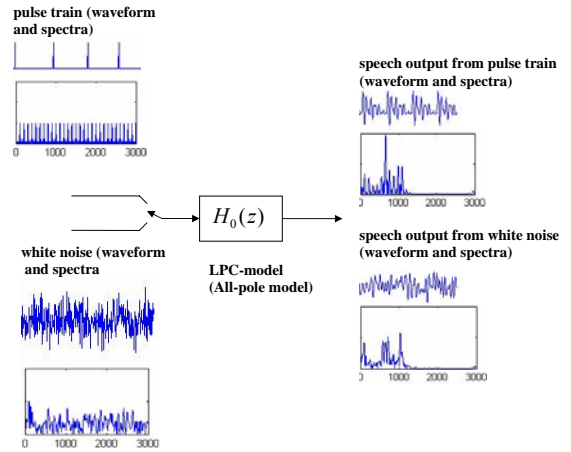 pulse train (waveform
and spectra)
0 1000 2000 3000
speech output from pulse train
(waveform and spectra)
0 1000 2000 3000
H₀(z)
LPC-model
(All-pole model)
white noise (waveform
and spectra
0 1000 2000 3000
speech output from white noise
(waveform and spectra)
0 1000 2000 3000